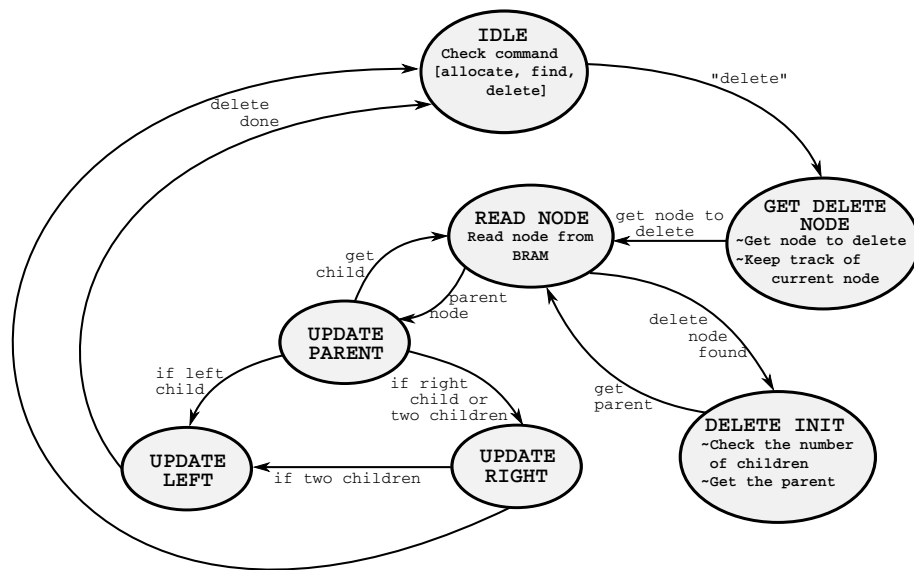 IDLE
Check command
[allocate, find,
delete]
"delete"
delete
done
GET DELETE
NODE
~Get node to delete
~Keep track of
current node
get node to
delete
READ NODE
Read node from
BRAM
get
child
parent
node
UPDATE
PARENT
delete
node
found
get
parent
if left
child
if right
child or
two children
DELETE INIT
~Check the number
of children
~Get the parent
UPDATE
LEFT
if two children
UPDATE
RIGHT